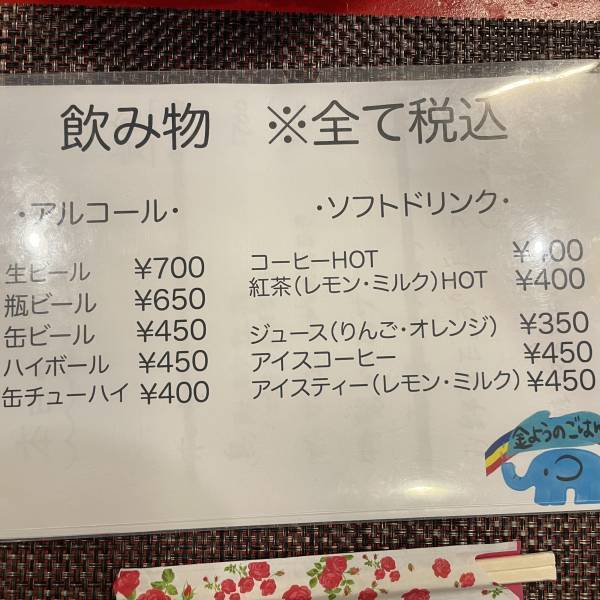 飲み物 ※全て税込
・アルコール・
生ビール ¥700
瓶ビール ¥650
缶ビール ¥450
ハイボール ¥450
缶チューハイ ¥400
・ソフトドリンク・
コーヒーHOT
紅茶(レモン・ミルク)HOT ¥400
ジュース(りんご・オレンジ) ¥350
アイスコーヒー ¥450
アイスティー(レモン・ミルク) ¥450
金ようのごはん